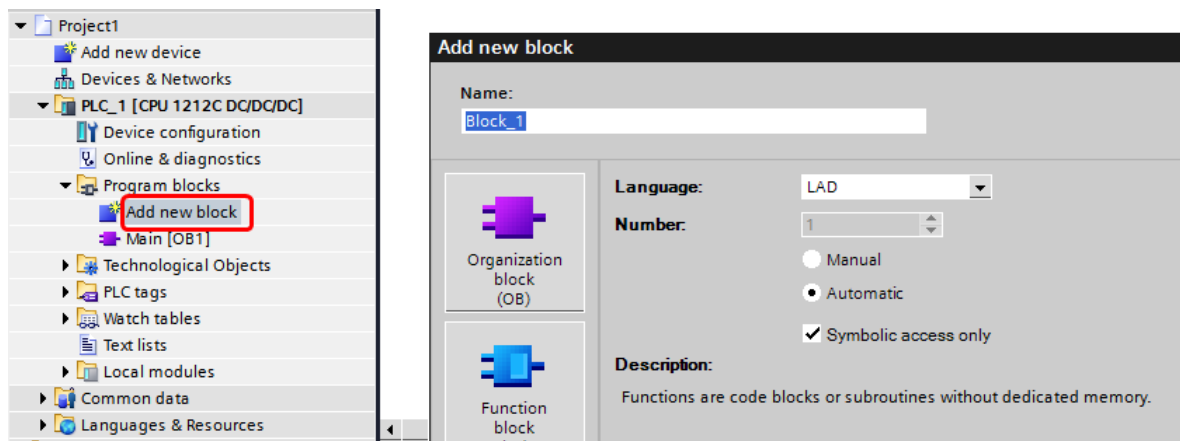 Project1
Add new device
Devices & Networks
PLC_1 [CPU 1212C DC/DC/DC]
Device configuration
Online & diagnostics
Program blocks
Add new block
Main [OB1]
Technological Objects
PLC tags
Watch tables
Text lists
Local modules
Common data
Languages & Resources
Add new block
Name:
Block_1
Organization
block
(OB)
Function
block
Language: LAD
Number: 1
Manual
Automatic
Symbolic access only
Description:
Functions are code blocks or subroutines without dedicated memory.